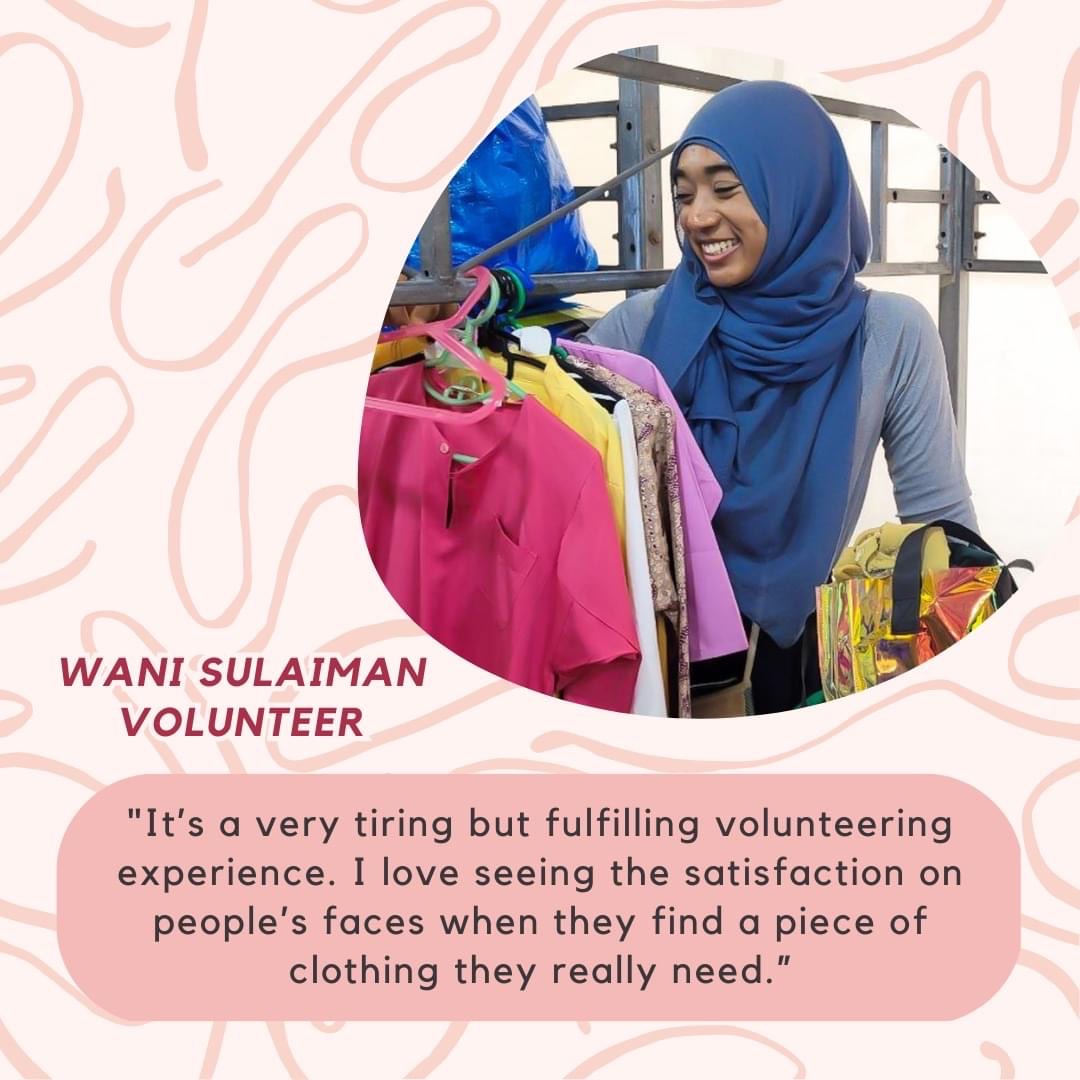 WANI SULAIMAN
VOLUNTEER
"It’s a very tiring but fulfilling volunteering
experience. I love seeing the satisfaction on
people’s faces when they find a piece of
clothing they really need.”